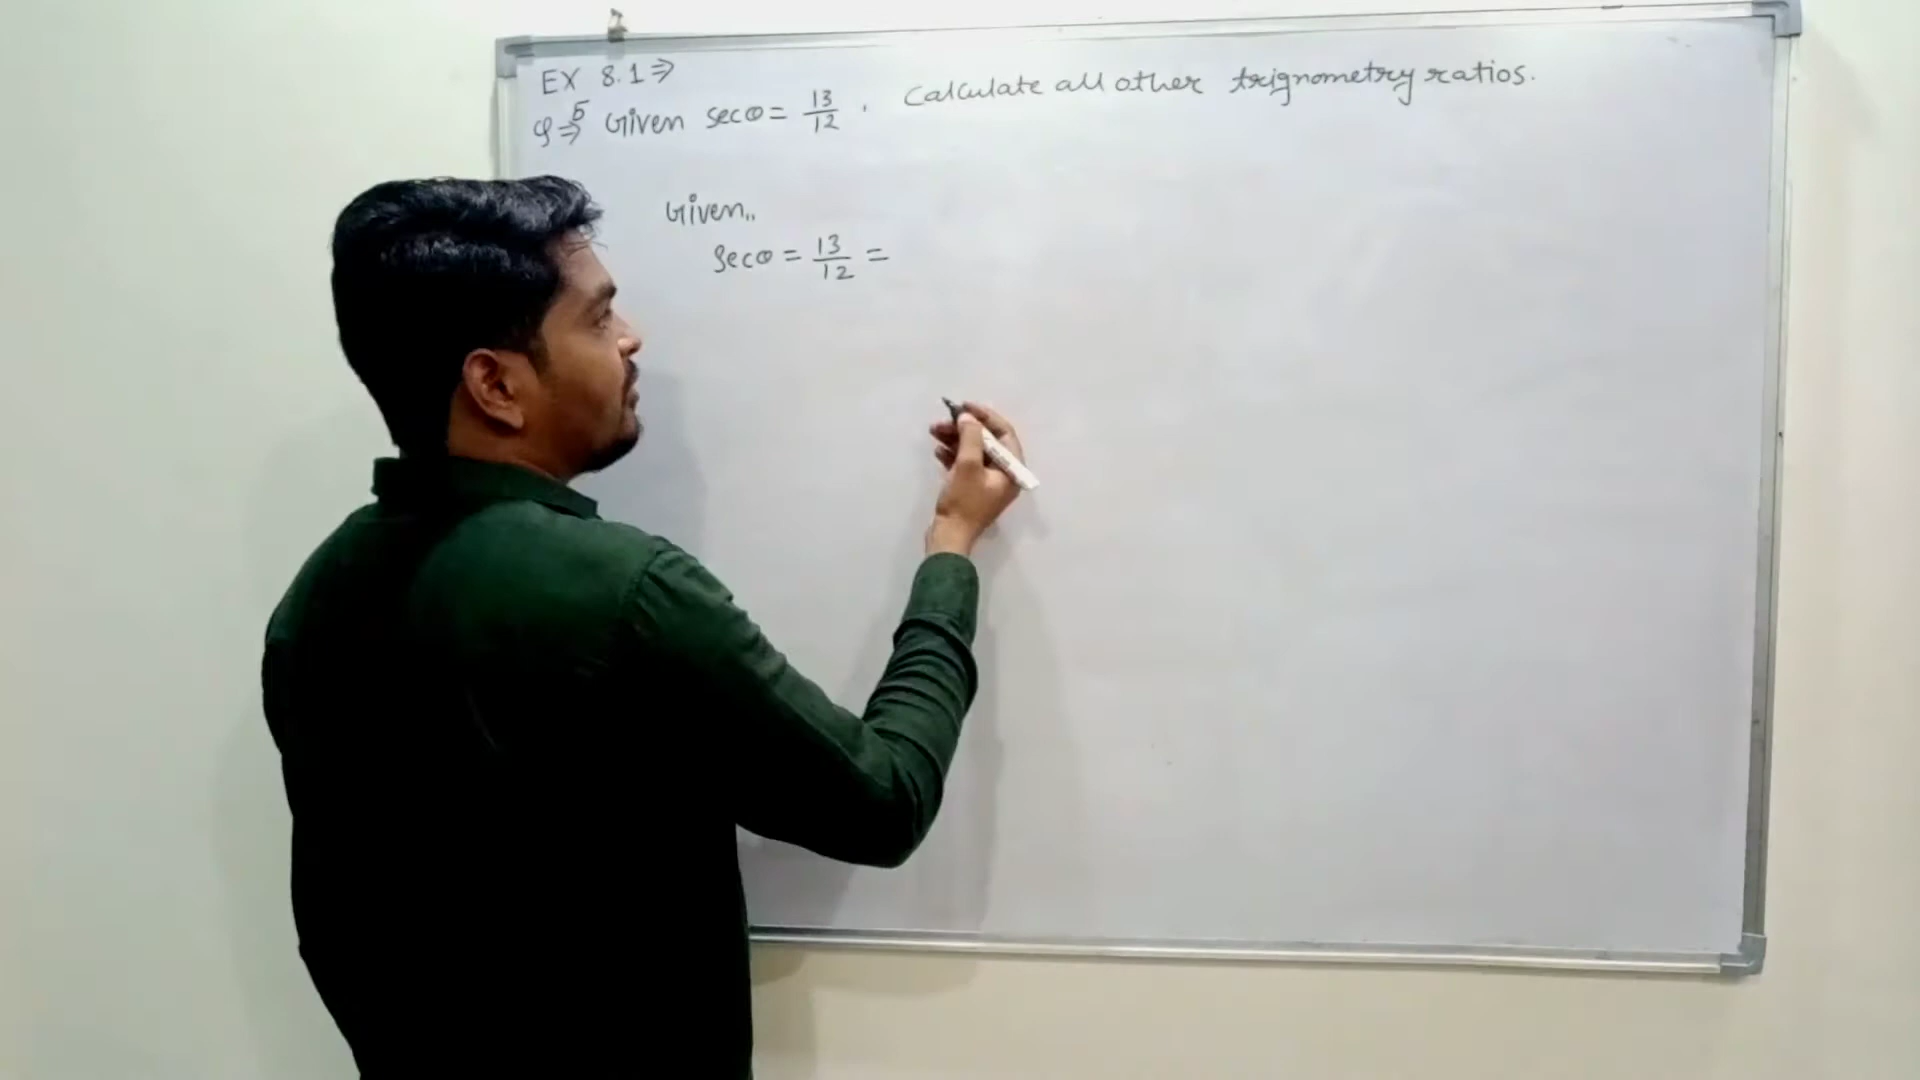 EX 8.1 ⇒
Q ⇒ 5 Given secθ = 13/12 , Calculate all other trignometry ratios.
Given,,
Secθ = 13/12 =